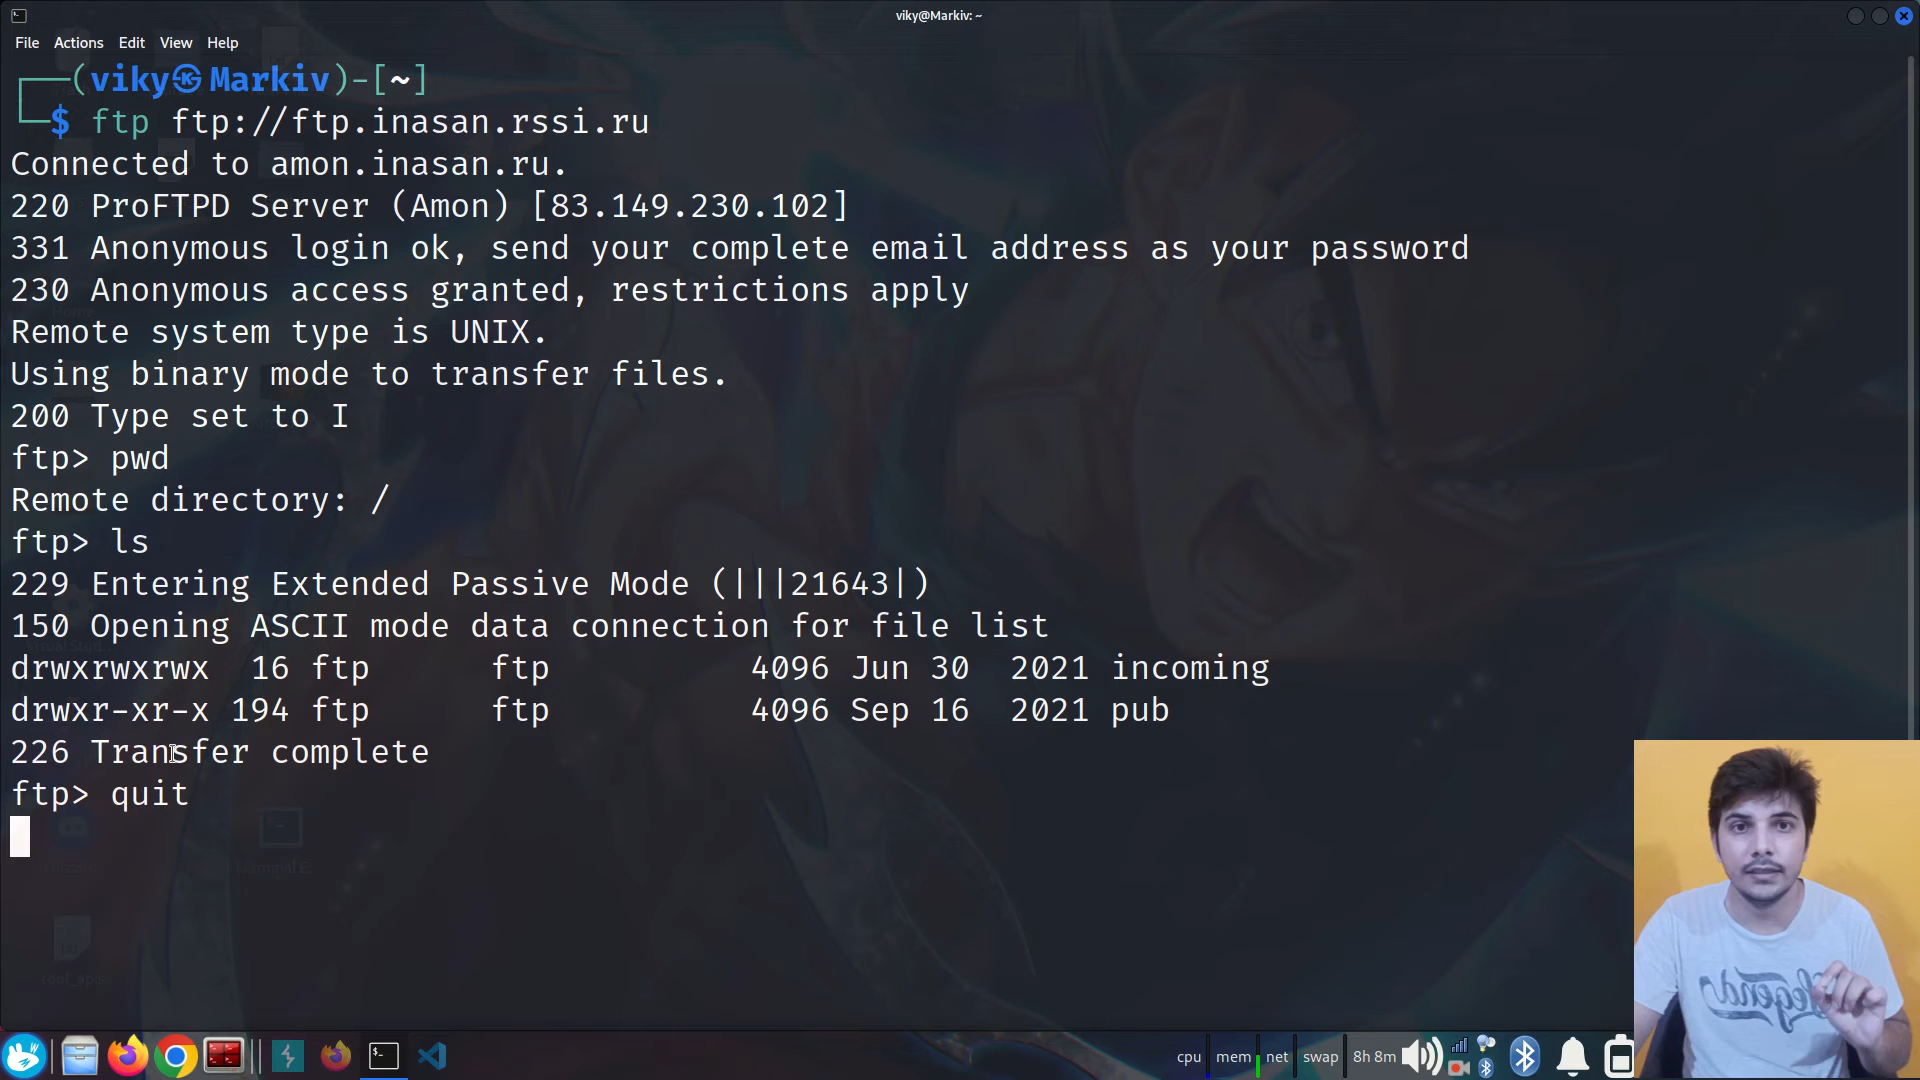 viky@Markiv: ~
File Actions Edit View Help
┌──(viky㉿Markiv)-[~]
└─$ ftp ftp://ftp.inasan.rssi.ru
Connected to amon.inasan.ru.
220 ProFTPD Server (Amon) [83.149.230.102]
331 Anonymous login ok, send your complete email address as your password
230 Anonymous access granted, restrictions apply
Remote system type is UNIX.
Using binary mode to transfer files.
200 Type set to I
ftp> pwd
Remote directory: /
ftp> ls
229 Entering Extended Passive Mode (|||21643|)
150 Opening ASCII mode data connection for file list
drwxrwxrwx  16 ftp      ftp          4096 Jun 30  2021 incoming
drwxr-xr-x 194 ftp      ftp          4096 Sep 16  2021 pub
226 Transfer complete
ftp> quit
cpu mem net swap 8h 8m